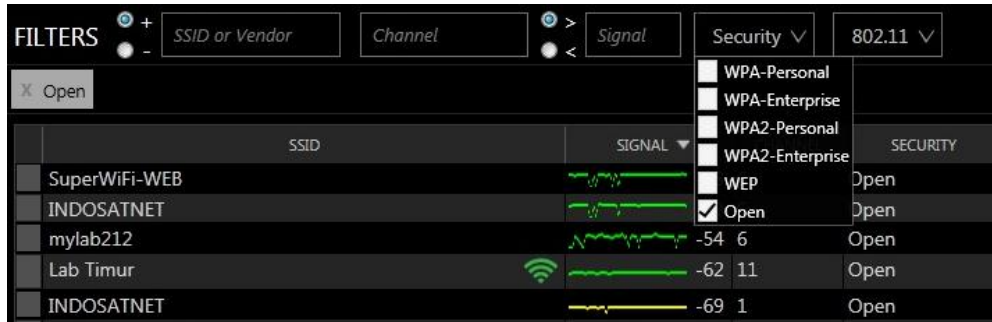 FILTERS + - SSID or Vendor Channel > < Signal Security 802.11
X Open
WPA-Personal
WPA-Enterprise
WPA2-Personal
WPA2-Enterprise
WEP
Open
SSID SIGNAL ▼ SECURITY
SuperWiFi-WEB Open
INDOSATNET Open
mylab212 -54 6 Open
Lab Timur -62 11 Open
INDOSATNET -69 1 Open